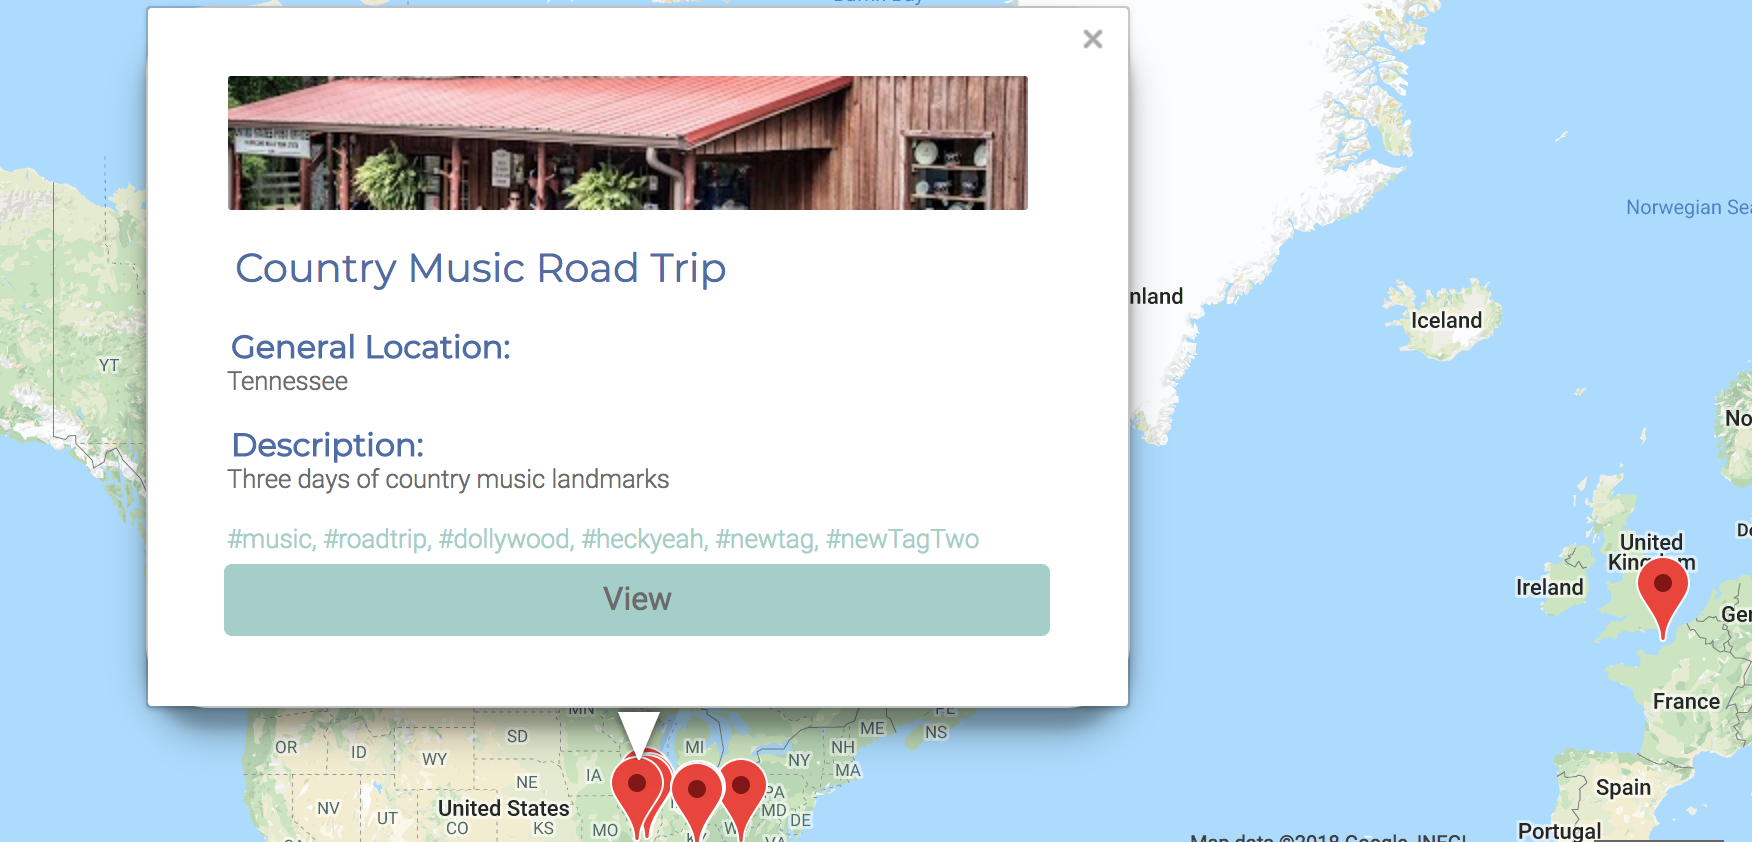 ×
Country Music Road Trip
General Location:
Tennessee
Description:
Three days of country music landmarks
#music, #roadtrip, #dollywood, #heckyeah, #newtag, #newTagTwo
View
Norwegian Sea
nland
Iceland
YT
No
United
Kingdom
De
Ireland
Ger
France
Spain
Portugal
MN
PE
ME
NS
OR
ID
SD
WY
MI
NH
NY
MA
IA
NE
PA
United States
NV
UT
CO
KS
MO
MD
DE
KY
VA
Map data ©2018 Google, INEGI